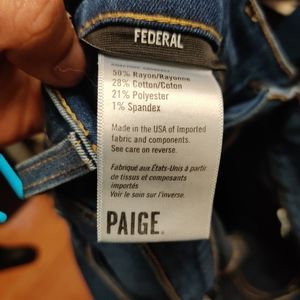 FEDERAL
50% Rayon/Rayonne
28% Cotton/Coton
21% Polyester
1% Spandex
Made in the USA of Imported
fabric and components.
See care on reverse.
Fabriqué aux États-Unis à partir
de tissus et composants
importés
Voir le soin sur l'inverse.
PAIGE.